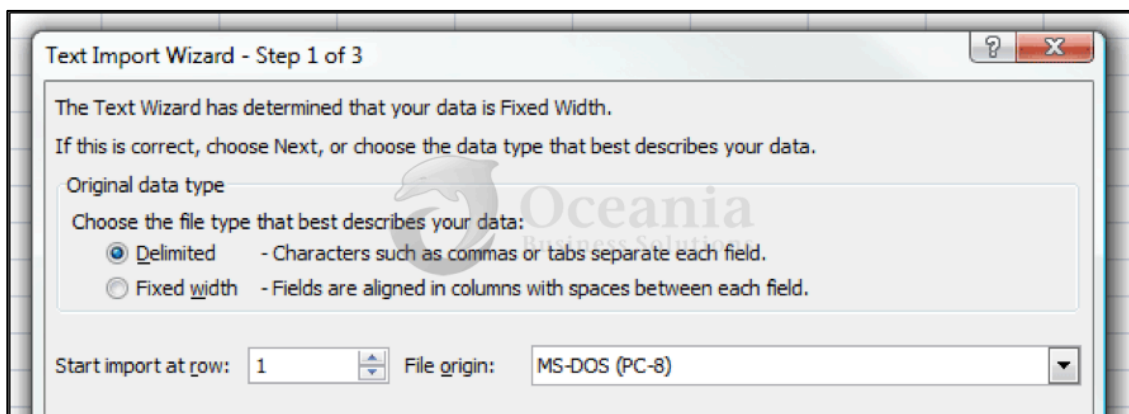 Text Import Wizard - Step 1 of 3
The Text Wizard has determined that your data is Fixed Width.
If this is correct, choose Next, or choose the data type that best describes your data.
Original data type
Oceania
Business Solutions
Choose the file type that best describes your data:
Delimited - Characters such as commas or tabs separate each field.
Fixed width - Fields are aligned in columns with spaces between each field.
Start import at row: 1 File origin: MS-DOS (PC-8)